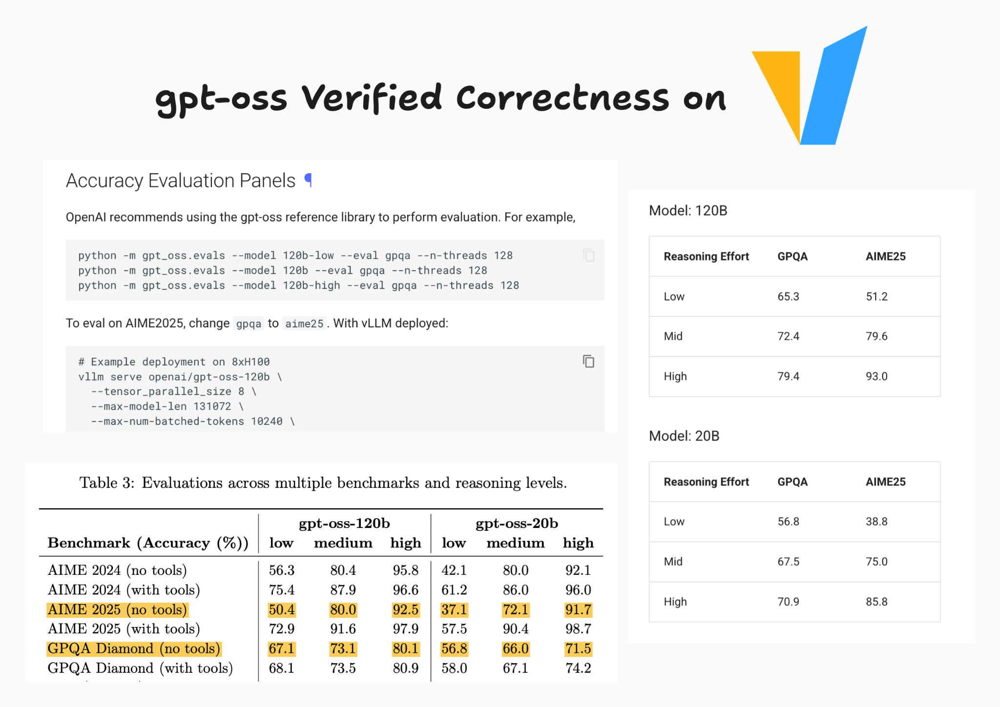 gpt-oss Verified Correctness on
Accuracy Evaluation Panels ¶
OpenAI recommends using the gpt-oss reference library to perform evaluation. For example,
python -m gpt_oss.evals --model 120b-low --eval gpqa --n-threads 128
python -m gpt_oss.evals --model 120b --eval gpqa --n-threads 128
python -m gpt_oss.evals --model 120b-high --eval gpqa --n-threads 128
To eval on AIME2025, change gpqa to aime25. With vLLM deployed:
# Example deployment on 8xH100
vllm serve openai/gpt-oss-120b \
  --tensor_parallel_size 8 \
  --max-model-len 131072 \
  --max-num-batched-tokens 10240 \
Model: 120B
Reasoning Effort GPQA AIME25
Low 65.3 51.2
Mid 72.4 79.6
High 79.4 93.0
Model: 20B
Reasoning Effort GPQA AIME25
Low 56.8 38.8
Mid 67.5 75.0
High 70.9 85.8
Table 3: Evaluations across multiple benchmarks and reasoning levels.
gpt-oss-120b gpt-oss-20b
Benchmark (Accuracy (%)) low medium high low medium high
AIME 2024 (no tools) 56.3 80.4 95.8 42.1 80.0 92.1
AIME 2024 (with tools) 75.4 87.9 96.6 61.2 86.0 96.0
AIME 2025 (no tools) 50.4 80.0 92.5 37.1 72.1 91.7
AIME 2025 (with tools) 72.9 91.6 97.9 57.5 90.4 98.7
GPQA Diamond (no tools) 67.1 73.1 80.1 56.8 66.0 71.5
GPQA Diamond (with tools) 68.1 73.5 80.9 58.0 67.1 74.2